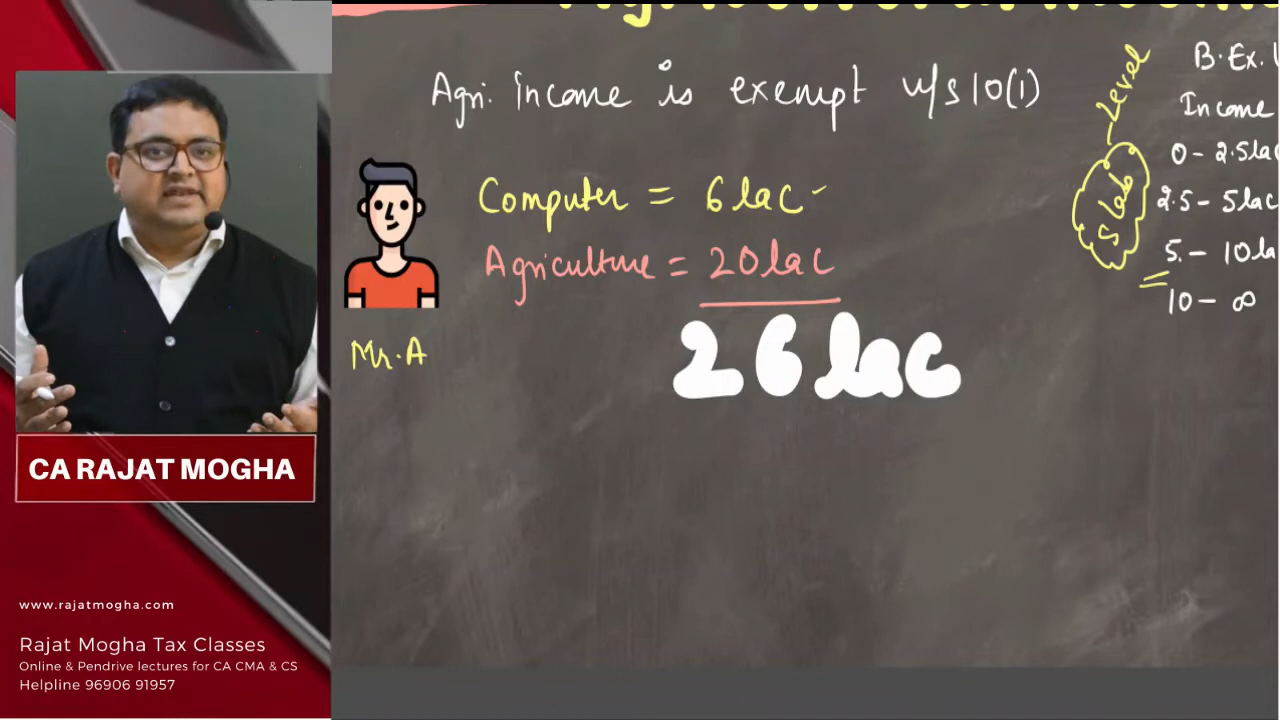 Agri. income is exempt u/s 10(1)
Computer = 6 lac
Agriculture = 20 lac
26 lac
Mr. A
Slab - Level
B.Ex.
Income
0 - 2.5 lac
2.5 - 5 lac
5 - 10 la
10 - ∞
CA RAJAT MOGHA
www.rajatmogha.com
Rajat Mogha Tax Classes
Online & Pendrive lectures for CA CMA & CS
Helpline 96906 91957